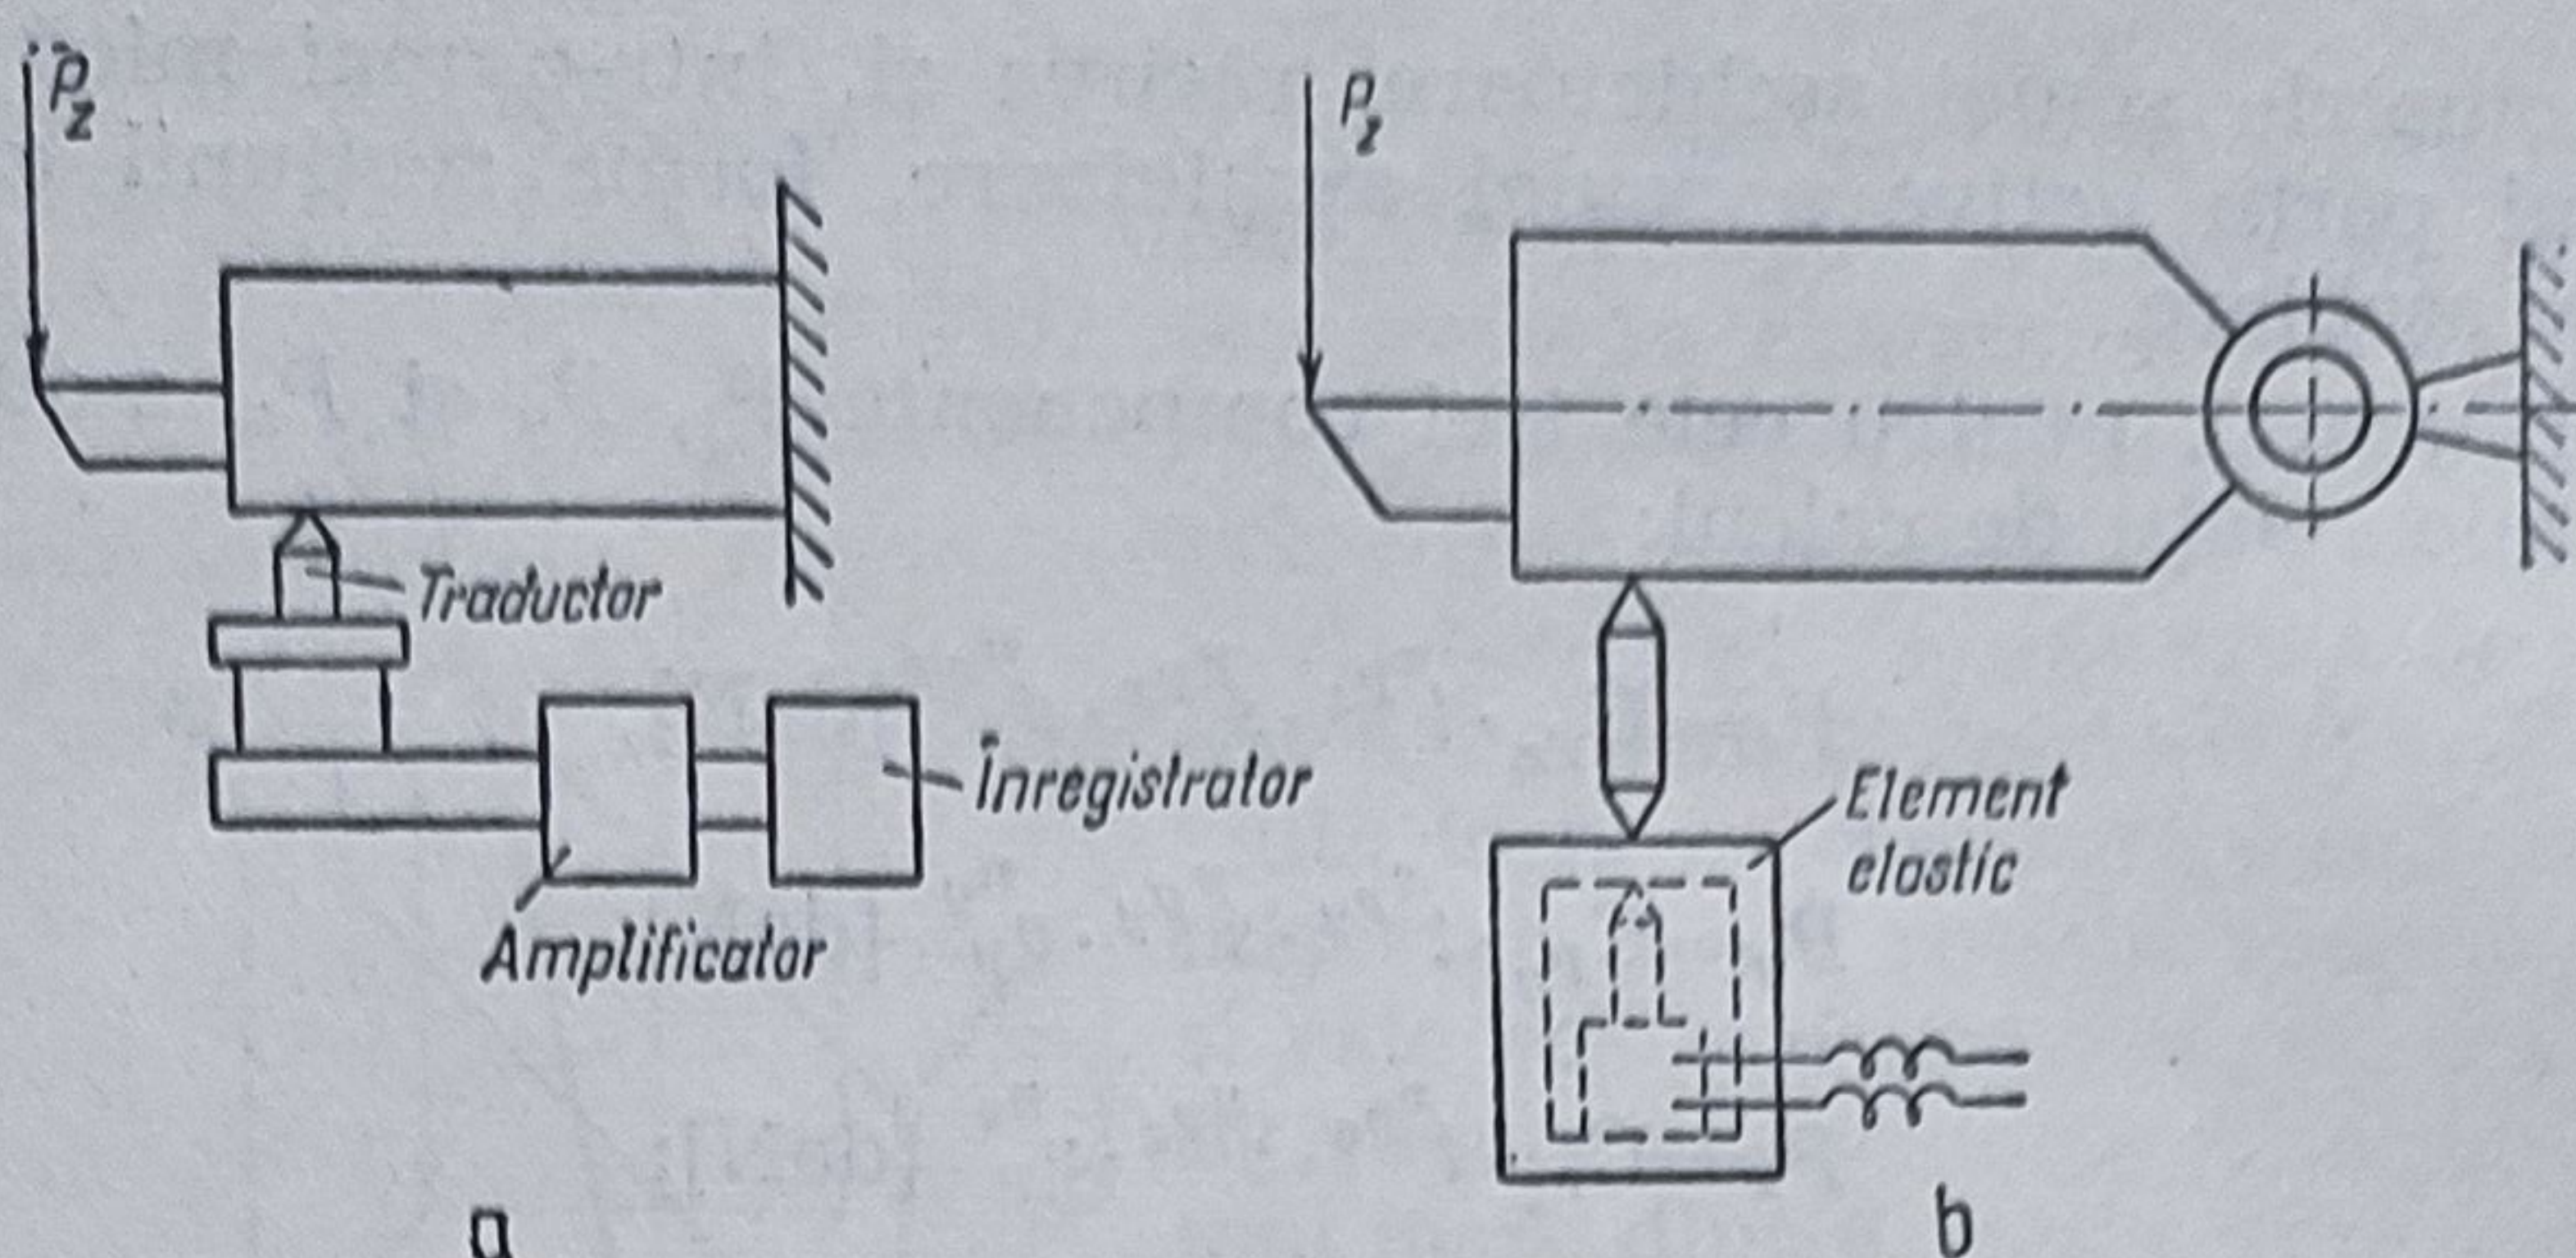 Pz
Pz
Traductor
Înregistrator
Element
elastic
Amplificator
a
b